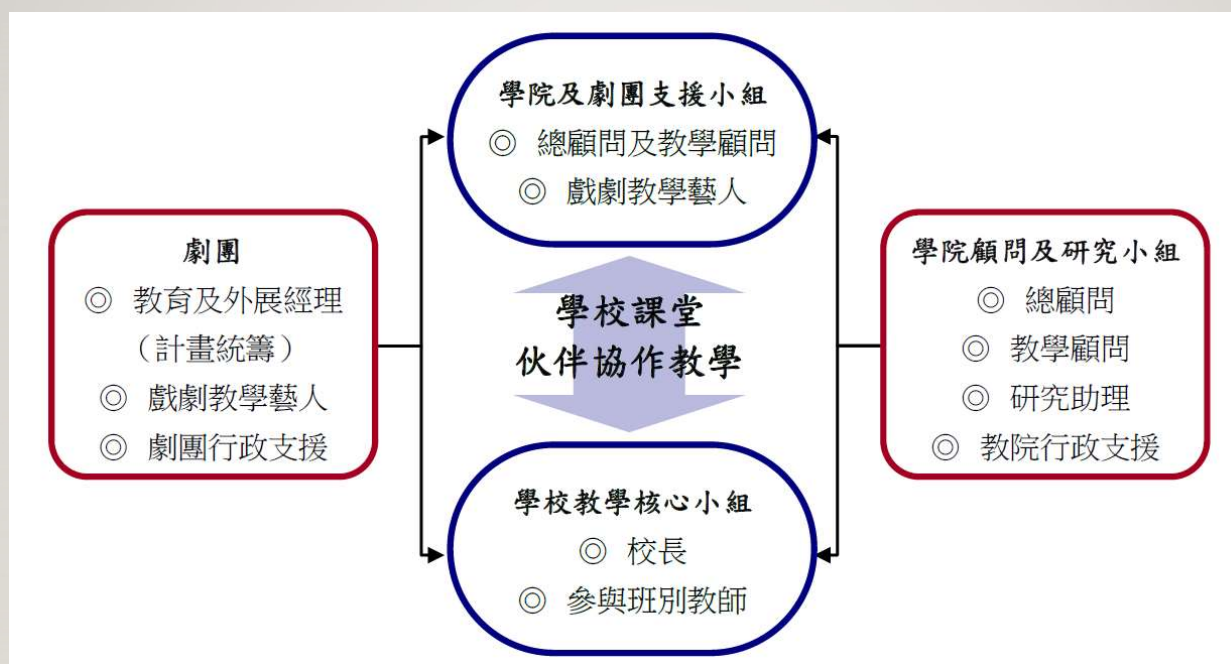 學院及劇團支援小組
◎ 總顧問及教學顧問
◎ 戲劇教學藝人
劇團
◎ 教育及外展經理
（計畫統籌）
◎ 戲劇教學藝人
◎ 劇團行政支援
學校課堂
伙伴協作教學
學院顧問及研究小組
◎ 總顧問
◎ 教學顧問
◎ 研究助理
◎ 教院行政支援
學校教學核心小組
◎ 校長
◎ 參與班別教師